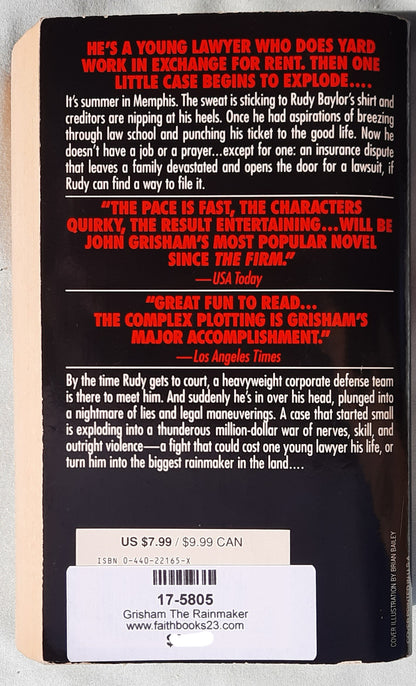 HE'S A YOUNG LAWYER WHO DOES YARD
WORK IN EXCHANGE FOR RENT. THEN ONE
LITTLE CASE BEGINS TO EXPLODE....
It's summer in Memphis. The sweat is sticking to Rudy Baylor's shirt and
creditors are nipping at his heels. Once he had aspirations of breezing
through law school and punching his ticket to the good life. Now he
doesn't have a job or a prayer...except for one: an insurance dispute
that leaves a family devastated and opens the door for a lawsuit, if
Rudy can find a way to file it.
"THE PACE IS FAST, THE CHARACTERS
QUIRKY, THE RESULT ENTERTAINING...WILL BE
JOHN GRISHAM'S MOST POPULAR NOVEL
SINCE THE FIRM."
—USA Today
"GREAT FUN TO READ...
THE COMPLEX PLOTTING IS GRISHAM'S
MAJOR ACCOMPLISHMENT."
—Los Angeles Times
By the time Rudy gets to court, a heavyweight corporate defense team
is there to meet him. And suddenly he's in over his head, plunged into
a nightmare of lies and legal maneuverings. A case that started small
is exploding into a thunderous million-dollar war of nerves, skill, and
outright violence—a fight that could cost one young lawyer his life, or
turn him into the biggest rainmaker in the land....
US $7.99 / $9.99 CAN
ISBN 0-440-22165-X
17-5805
Grisham The Rainmaker
www.faithbooks23.com
COVER ILLUSTRATION BY BRIAN BAILEY